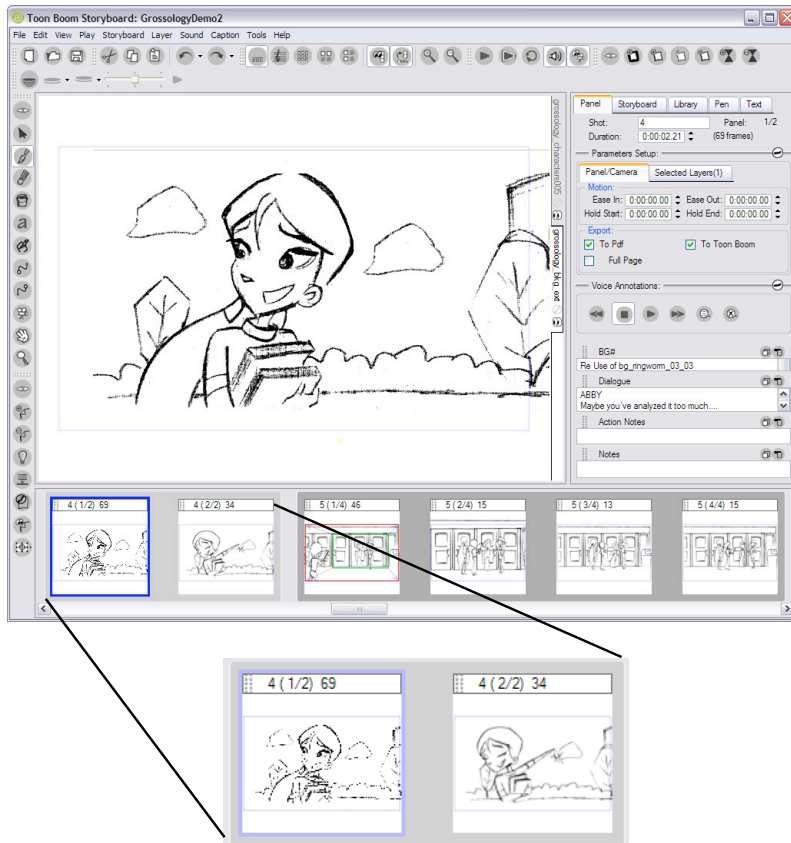 Toon Boom Storyboard: GrossologyDemo2
File Edit View Play Storyboard Layer Sound Caption Tools Help
grossology_characters005
grossology_bkg_ext
Panel Storyboard Library Pen Text
Shot: 4 Panel: 1/2
Duration: 0:00:02.21 (69 frames)
Parameters Setup:
Panel/Camera Selected Layers(1)
Motion:
Ease In: 0:00:00.00 Ease Out: 0:00:00.00
Hold Start: 0:00:00.00 Hold End: 0:00:00.00
Export:
To Pdf To Toon Boom
Full Page
Voice Annotations:
BG#
Re Use of bg_ringworm_03_03
Dialogue
ABBY
Maybe you've analyzed it too much....
Action Notes
Notes
4 ( 1/2) 69 4 ( 2/2) 34 5 ( 1/4) 46 5 ( 2/4) 15 5 ( 3/4) 13 5 ( 4/4) 15
4 ( 1/2) 69 4 ( 2/2) 34